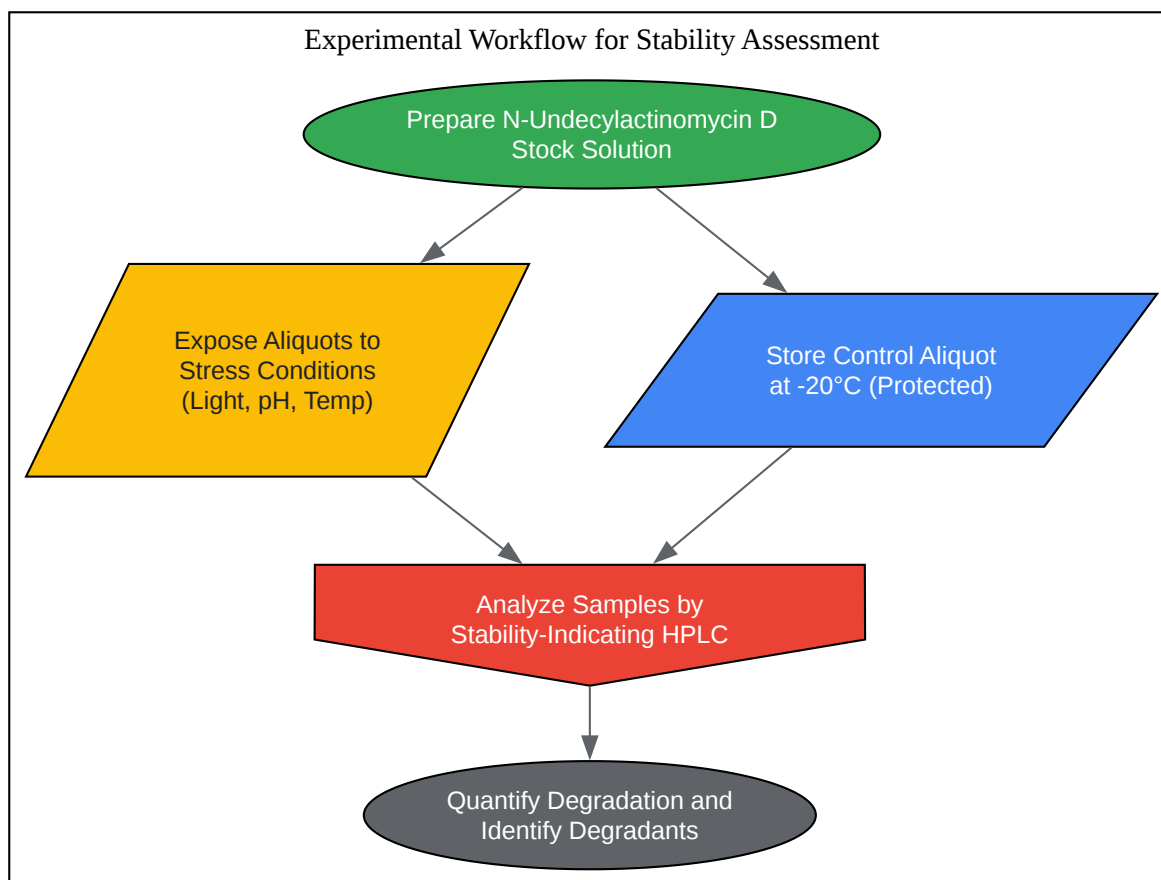 Experimental Workflow for Stability Assessment
Prepare N-Undecylactinomycin D
Stock Solution
Expose Aliquots to
Stress Conditions
(Light, pH, Temp)
Store Control Aliquot
at -20°C (Protected)
Analyze Samples by
Stability-Indicating HPLC
Quantify Degradation and
Identify Degradants